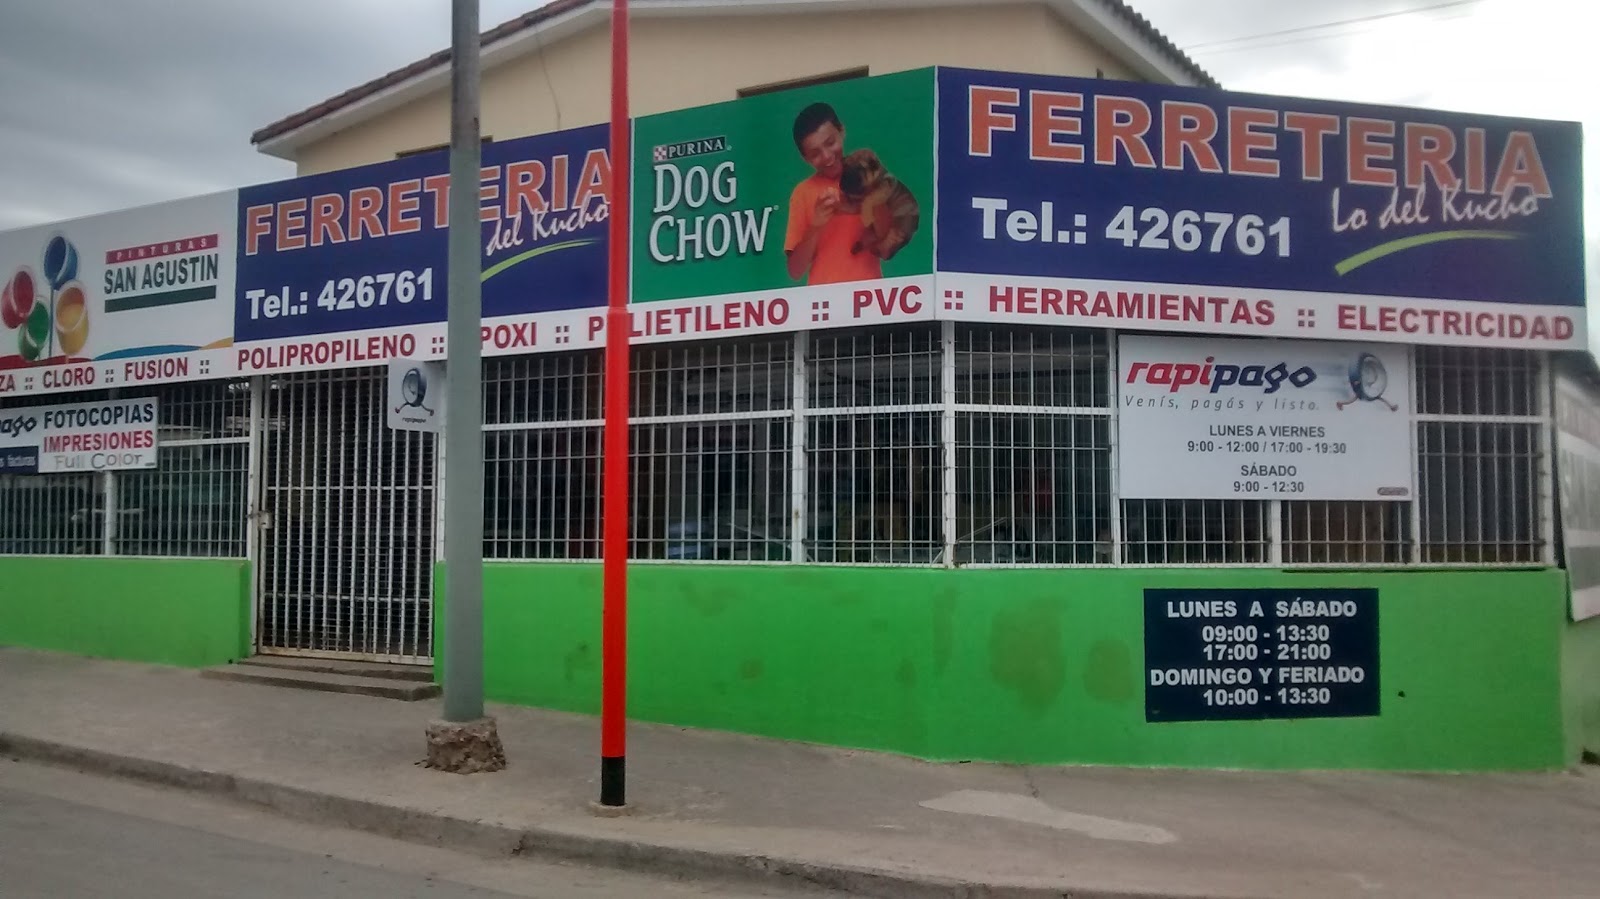 PINTURAS
SAN AGUSTIN
FERRETERIA
del Kucho
Tel.: 426761
PURINA
DOG
CHOW
FERRETERIA
Lo del Kucho
Tel.: 426761
CLORO :: FUSION :: POLIPROPILENO :: POXI :: POLIETILENO :: PVC :: HERRAMIENTAS :: ELECTRICIDAD
FOTOCOPIAS
IMPRESIONES
Full Color
facturas
rapipago
rapipago
Venís, pagás y listo.
LUNES A VIERNES
9:00 - 12:00 / 17:00 - 19:30
SÁBADO
9:00 - 12:30
LUNES A SÁBADO
09:00 - 13:30
17:00 - 21:00
DOMINGO Y FERIADO
10:00 - 13:30